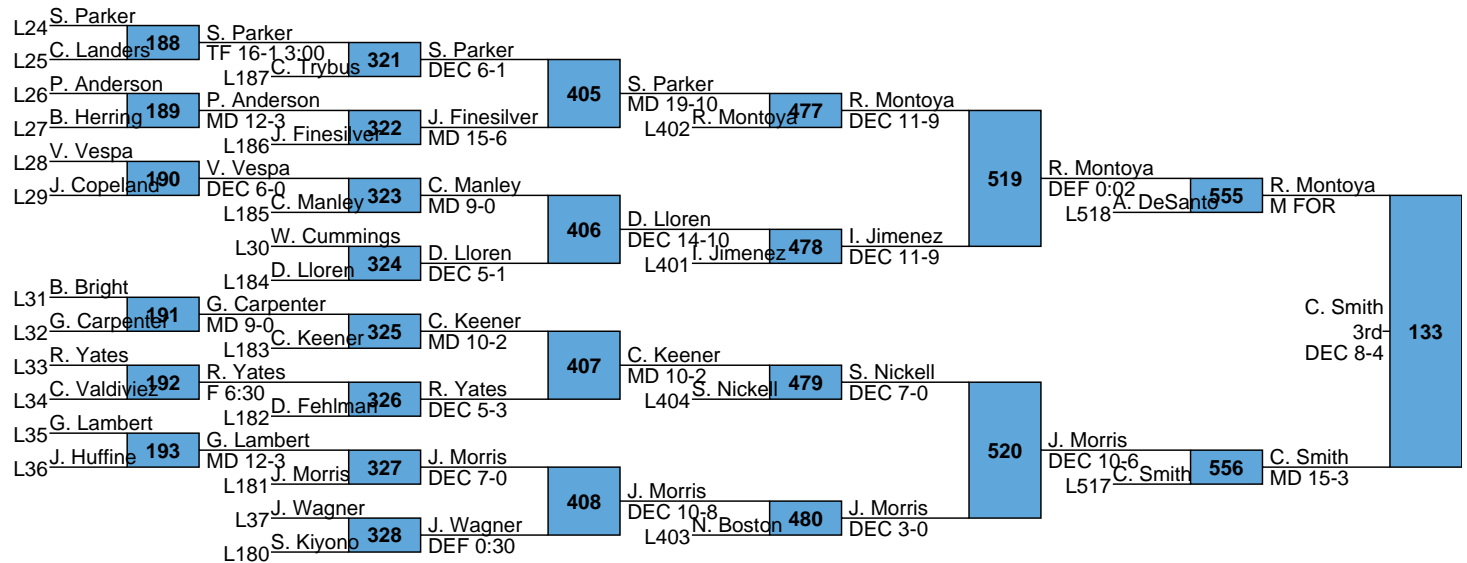 S. Parker
L24
188
C. Landers
L25
S. Parker
TF 16-1 3:00
321
C. Trybus
L187
S. Parker
DEC 6-1
P. Anderson
L26
189
B. Herring
L27
P. Anderson
MD 12-3
322
J. Finesilver
L186
J. Finesilver
MD 15-6
405
S. Parker
MD 19-10
477
R. Montoya
L402
R. Montoya
DEC 11-9
V. Vespa
L28
190
J. Copeland
L29
V. Vespa
DEC 6-0
323
C. Manley
L185
C. Manley
MD 9-0
W. Cummings
L30
324
D. Lloren
L184
D. Lloren
DEC 5-1
406
D. Lloren
DEC 14-10
478
I. Jimenez
L401
I. Jimenez
DEC 11-9
519
R. Montoya
DEF 0:02
555
A. DeSanto
L518
R. Montoya
M FOR
B. Bright
L31
191
G. Carpenter
L32
G. Carpenter
MD 9-0
325
C. Keener
L183
C. Keener
MD 10-2
R. Yates
L33
192
C. Valdiviez
L34
R. Yates
F 6:30
326
D. Fehlman
L182
R. Yates
DEC 5-3
407
C. Keener
MD 10-2
479
S. Nickell
L404
S. Nickell
DEC 7-0
G. Lambert
L35
193
J. Huffine
L36
G. Lambert
MD 12-3
327
J. Morris
L181
J. Morris
DEC 7-0
J. Wagner
L37
328
S. Kiyono
L180
J. Wagner
DEF 0:30
408
J. Morris
DEC 10-8
480
N. Boston
L403
J. Morris
DEC 3-0
520
J. Morris
DEC 10-6
556
C. Smith
L517
C. Smith
MD 15-3
C. Smith
3rd
DEC 8-4
133